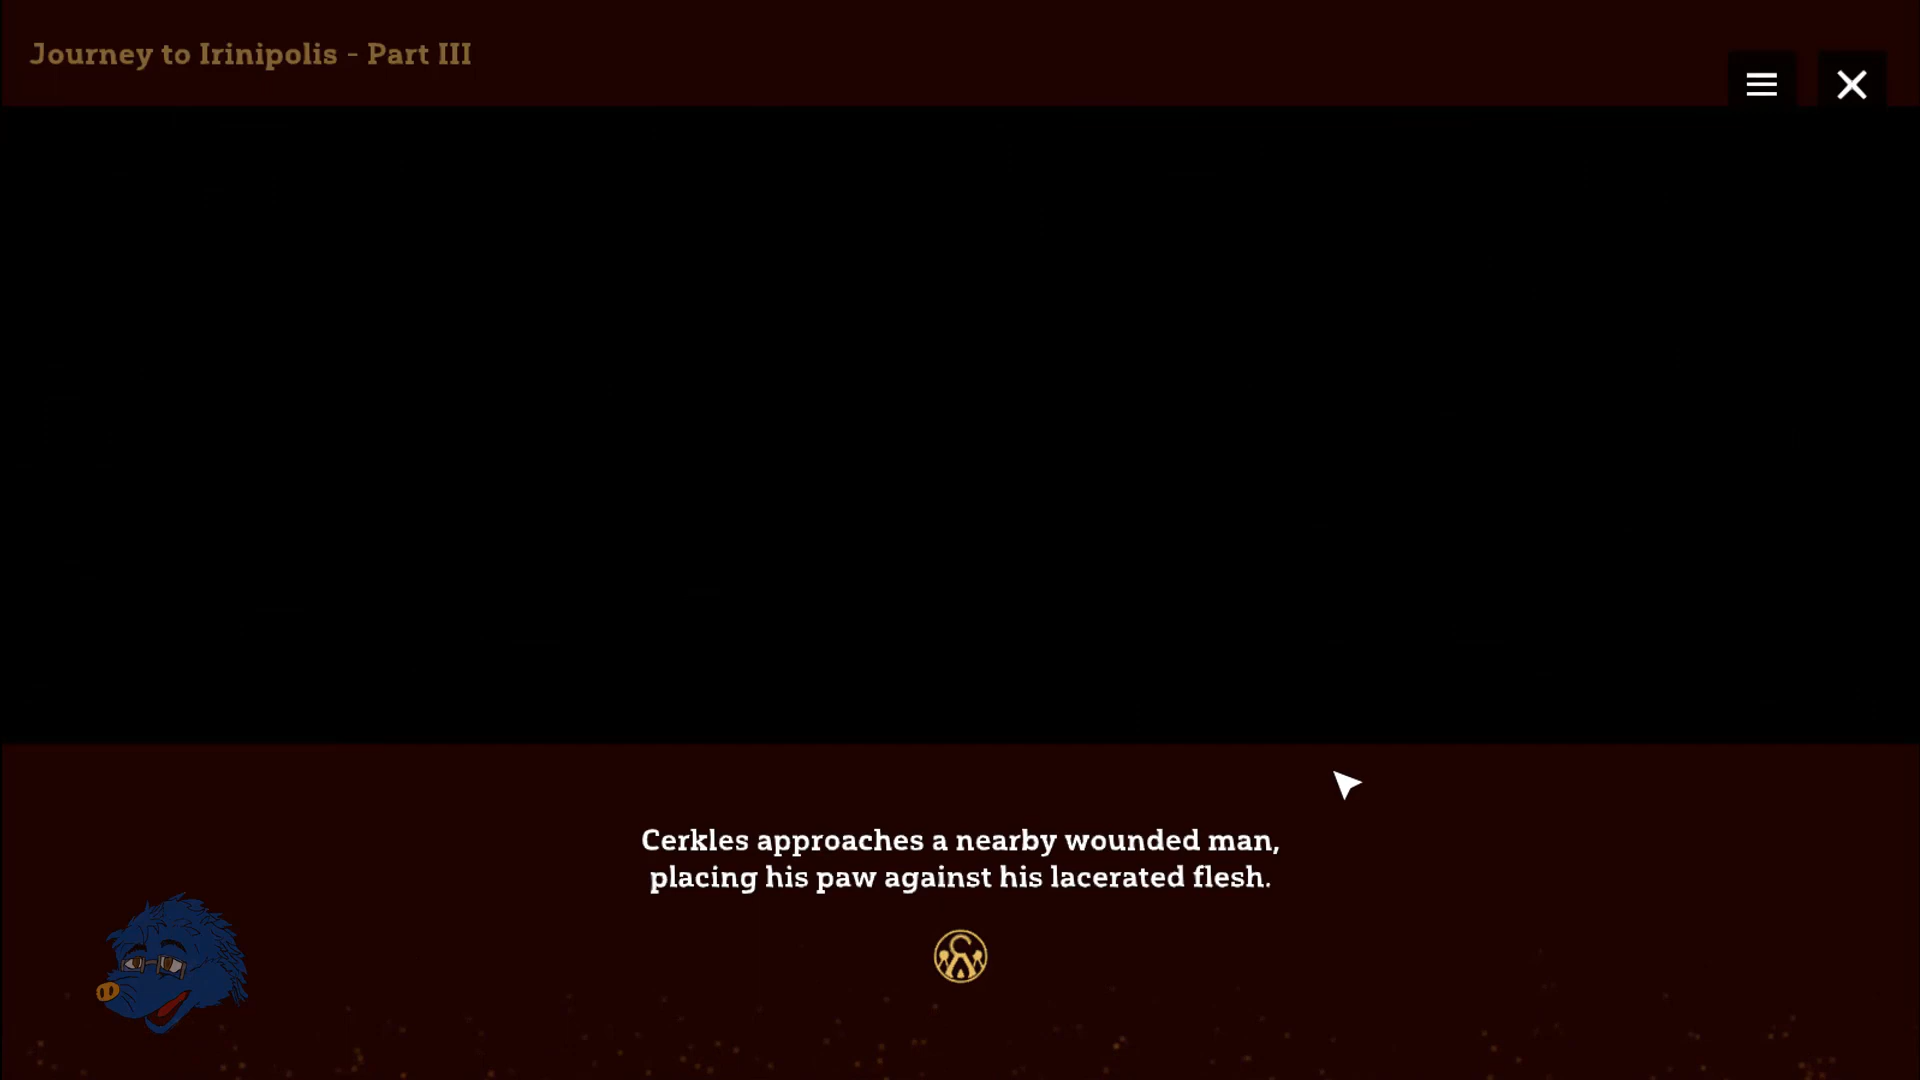 Journey to Irinipolis - Part III
Cerkles approaches a nearby wounded man,
placing his paw against his lacerated flesh.